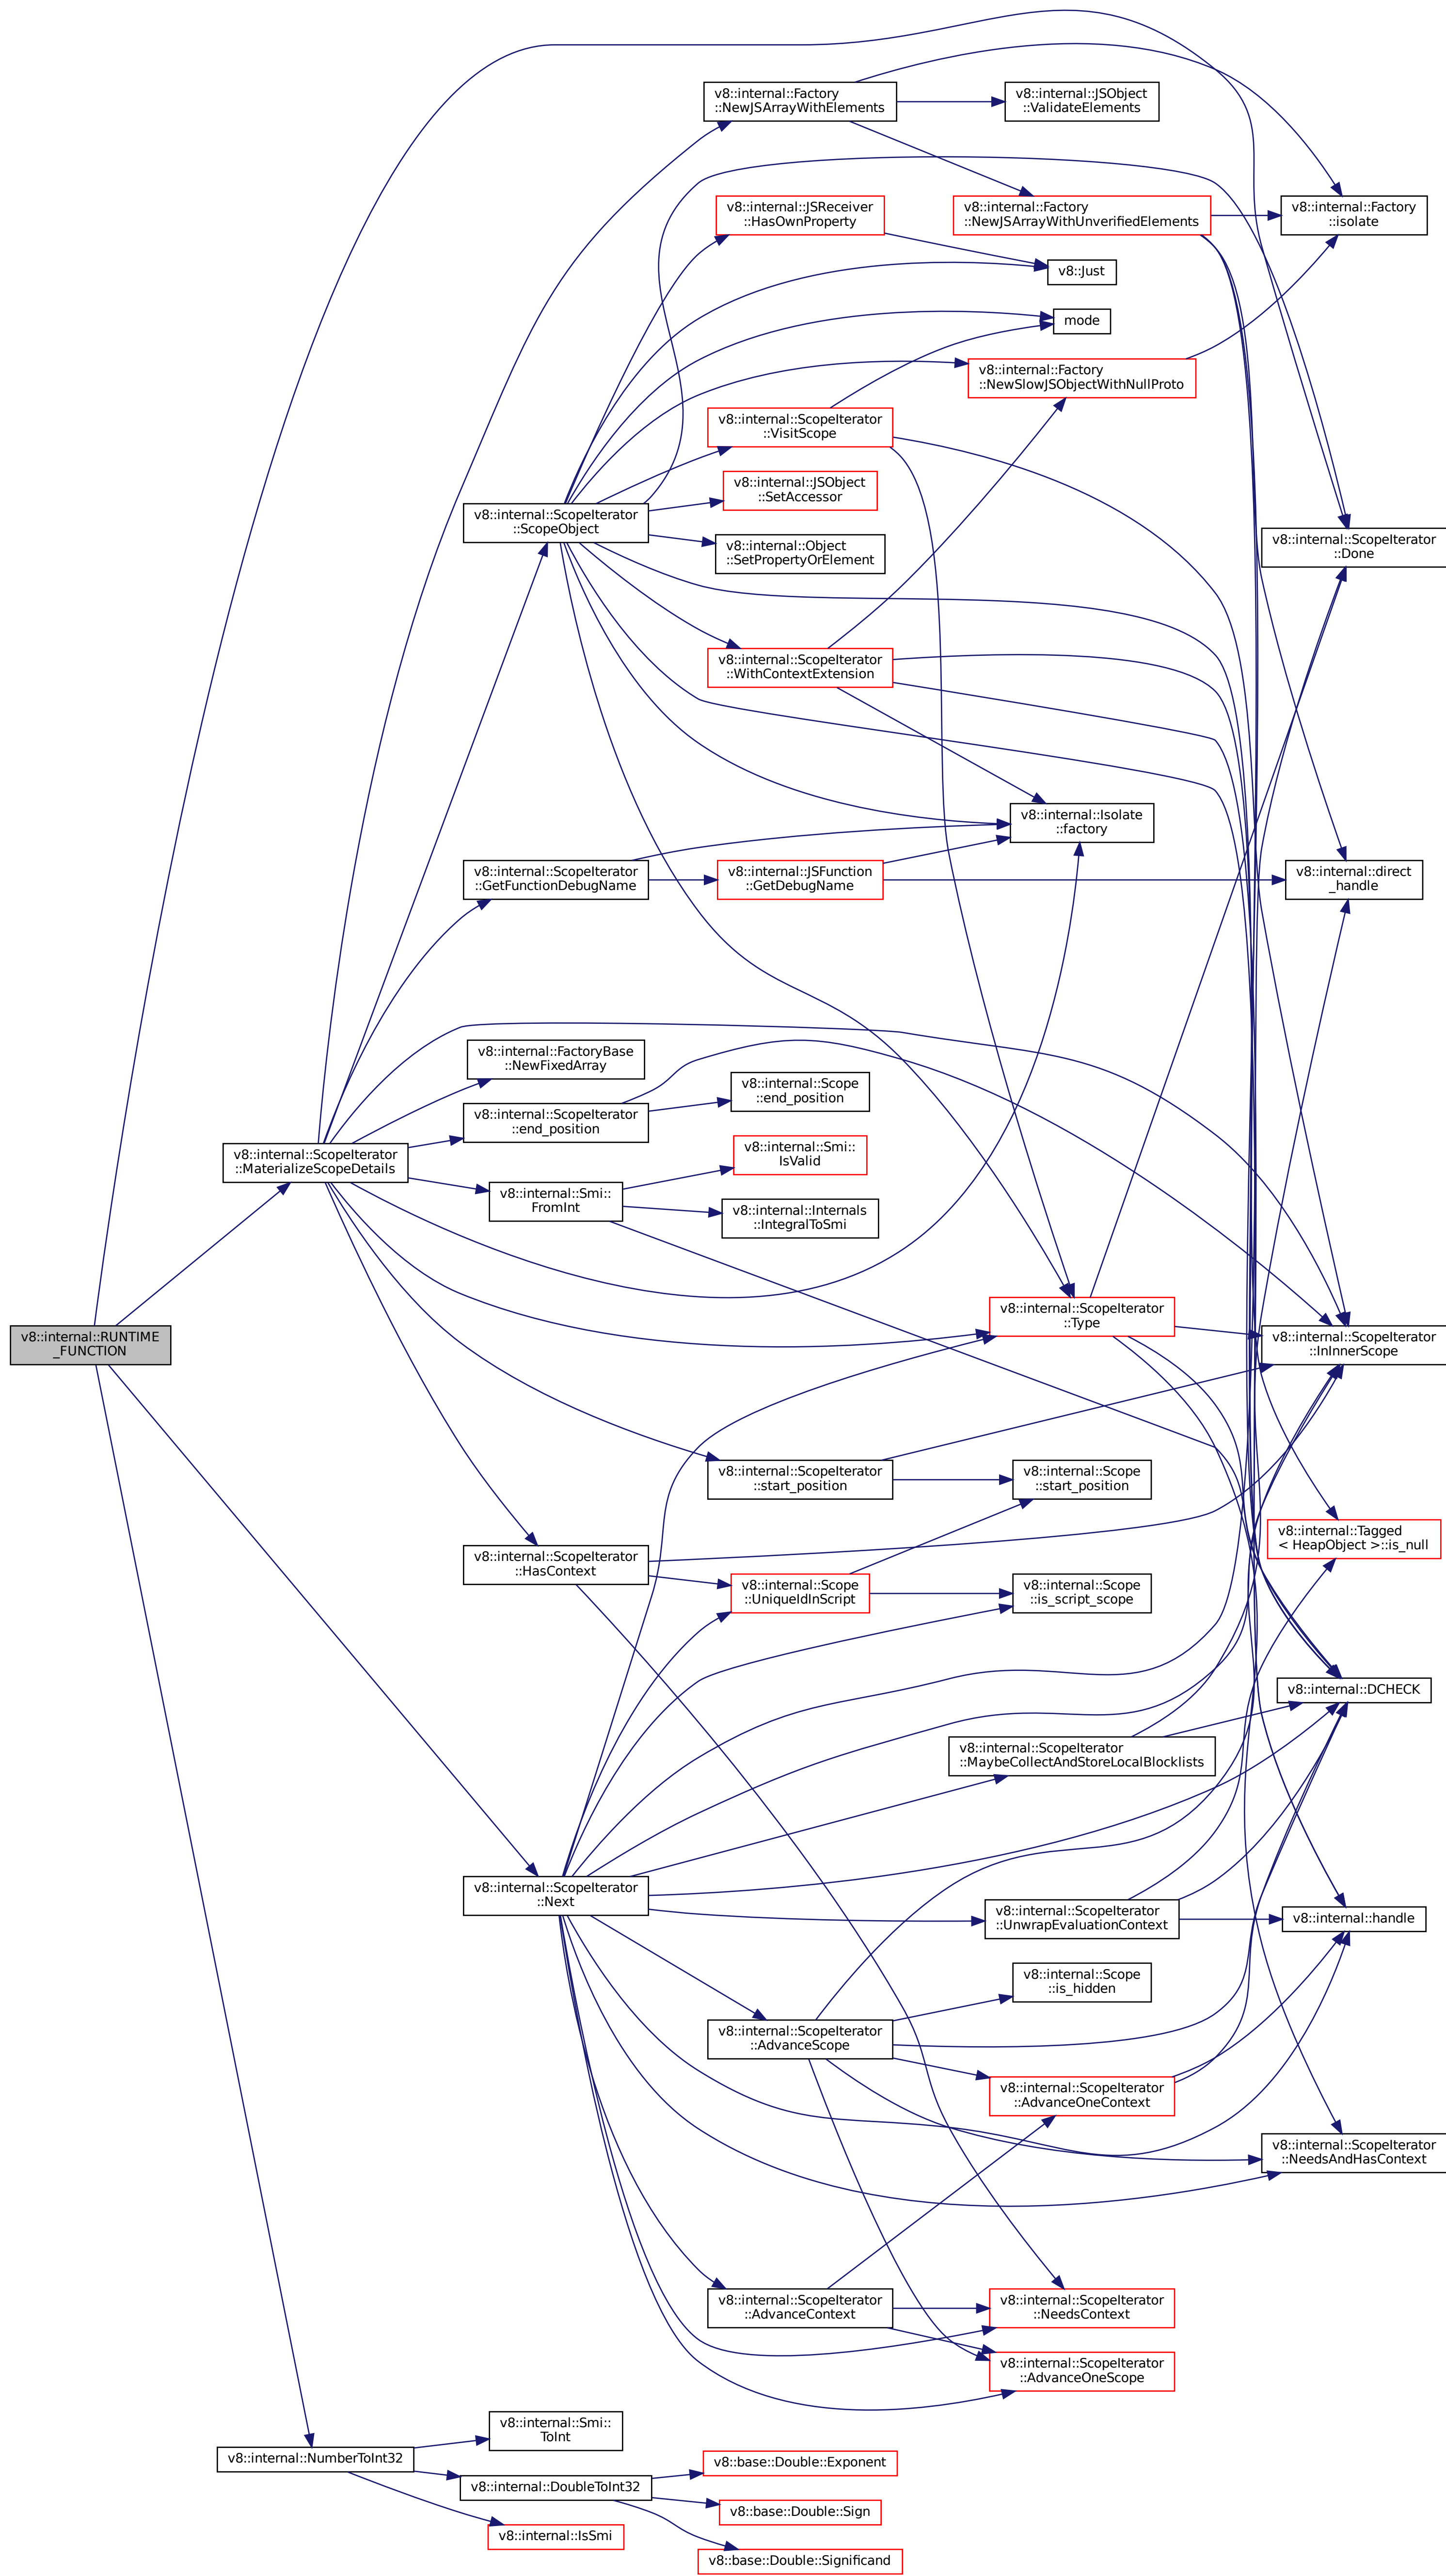 v8::internal::Factory
::NewJSArrayWithElements
v8::internal::JSObject
::ValidateElements
v8::internal::JSReceiver
::HasOwnProperty
v8::internal::Factory
::NewJSArrayWithUnverifiedElements
v8::internal::Factory
::isolate
v8::Just
mode
v8::internal::Factory
::NewSlowJSObjectWithNullProto
v8::internal::ScopeIterator
::VisitScope
v8::internal::JSObject
::SetAccessor
v8::internal::ScopeIterator
::ScopeObject
v8::internal::Object
::SetPropertyOrElement
v8::internal::ScopeIterator
::Done
v8::internal::ScopeIterator
::WithContextExtension
v8::internal::Isolate
::factory
v8::internal::ScopeIterator
::GetFunctionDebugName
v8::internal::JSFunction
::GetDebugName
v8::internal::direct
_handle
v8::internal::FactoryBase
::NewFixedArray
v8::internal::Scope
::end_position
v8::internal::ScopeIterator
::end_position
v8::internal::ScopeIterator
::MaterializeScopeDetails
v8::internal::Smi::
IsValid
v8::internal::Smi::
FromInt
v8::internal::Internals
::IntegralToSmi
v8::internal::RUNTIME
_FUNCTION
v8::internal::ScopeIterator
::Type
v8::internal::ScopeIterator
::InInnerScope
v8::internal::ScopeIterator
::start_position
v8::internal::Scope
::start_position
v8::internal::Tagged
< HeapObject >::is_null
v8::internal::ScopeIterator
::HasContext
v8::internal::Scope
::UniqueIdInScript
v8::internal::Scope
::is_script_scope
v8::internal::DCHECK
v8::internal::ScopeIterator
::MaybeCollectAndStoreLocalBlocklists
v8::internal::ScopeIterator
::Next
v8::internal::ScopeIterator
::UnwrapEvaluationContext
v8::internal::handle
v8::internal::Scope
::is_hidden
v8::internal::ScopeIterator
::AdvanceScope
v8::internal::ScopeIterator
::AdvanceOneContext
v8::internal::ScopeIterator
::NeedsAndHasContext
v8::internal::ScopeIterator
::AdvanceContext
v8::internal::ScopeIterator
::NeedsContext
v8::internal::ScopeIterator
::AdvanceOneScope
v8::internal::Smi::
ToInt
v8::internal::NumberToInt32
v8::internal::DoubleToInt32
v8::base::Double::Exponent
v8::base::Double::Sign
v8::internal::IsSmi
v8::base::Double::Significand